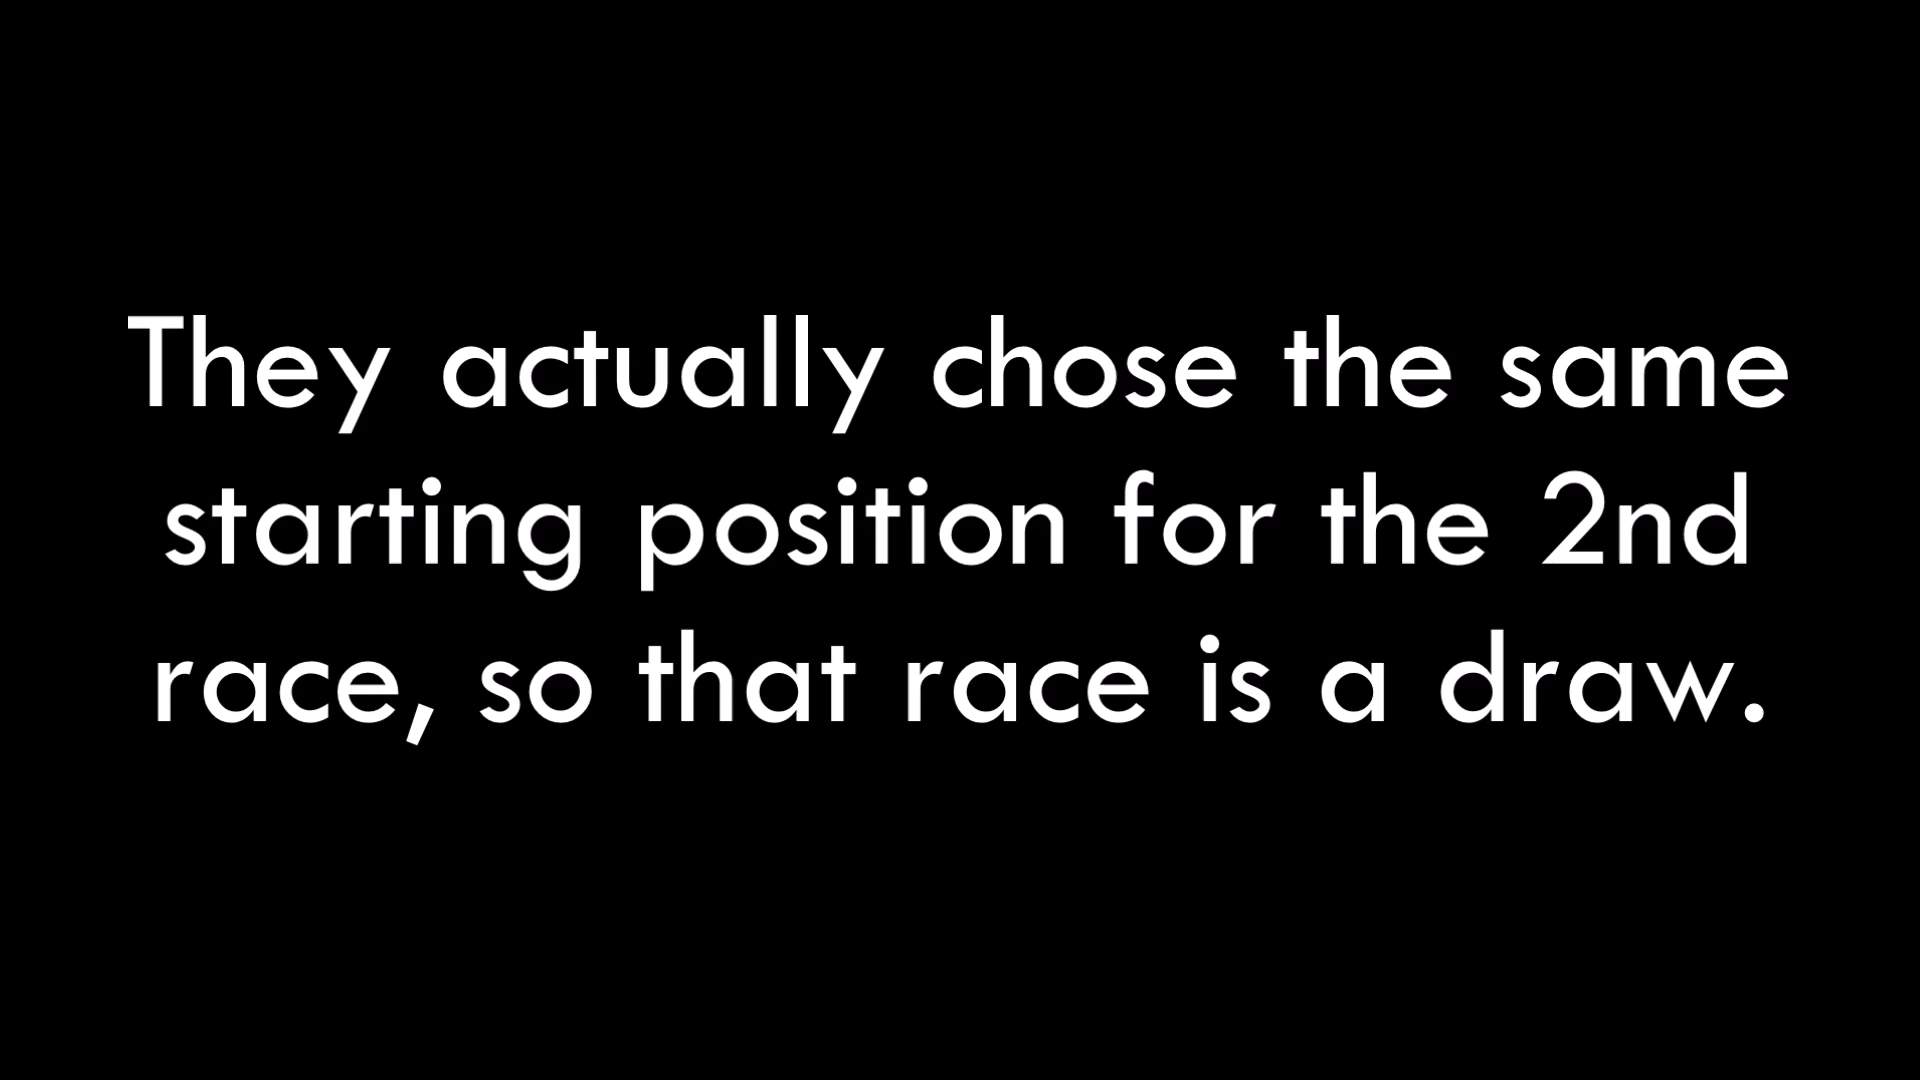 They actually chose the same
starting position for the 2nd
race, so that race is a draw.